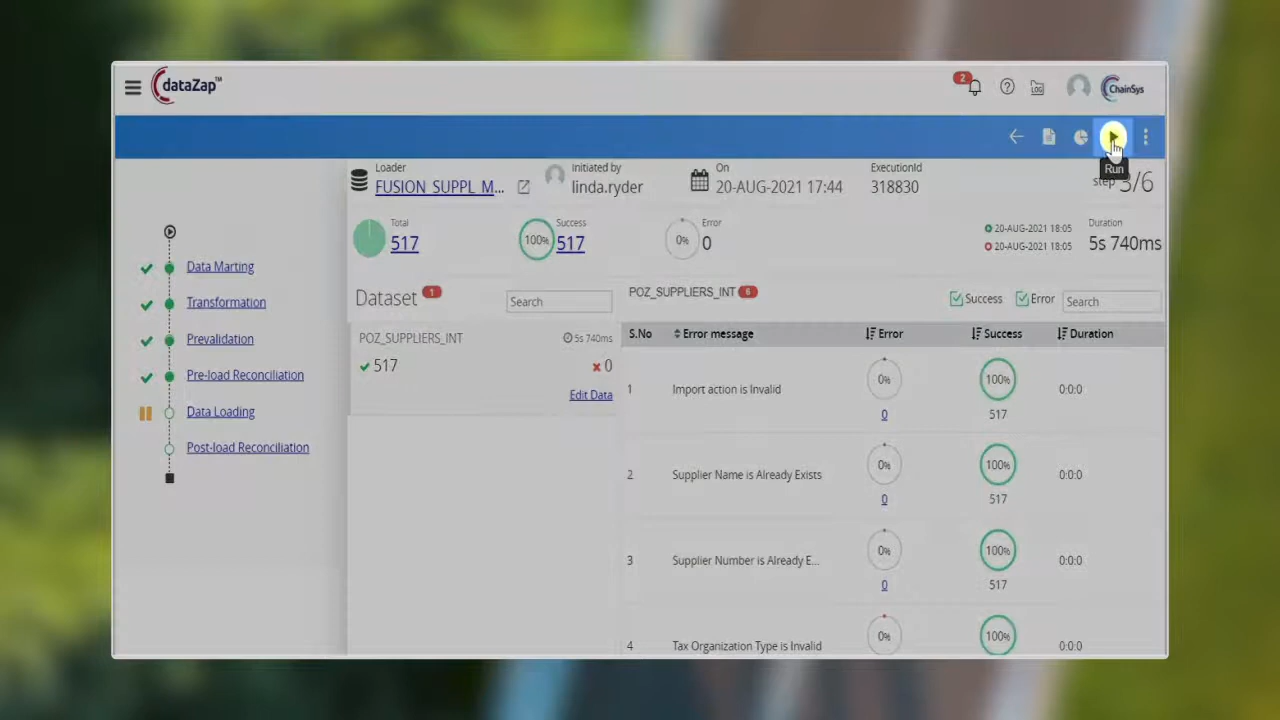 dataZap™
2
LOG
ChainSys
Run
Loader
FUSION_SUPPL_M...
Initiated by
linda.ryder
On
20-AUG-2021 17:44
ExecutionId
318830
step 3/6
Total
517
100%
Success
517
0%
Error
0
20-AUG-2021 18:05
20-AUG-2021 18:05
Duration
5s 740ms
Data Marting
Transformation
Prevalidation
Pre-load Reconciliation
Data Loading
Post-load Reconciliation
Dataset 1
Search
POZ_SUPPLIERS_INT
5s 740ms
517
0
Edit Data
POZ_SUPPLIERS_INT 6
Success
Error
Search
S.No Error message Error Success Duration
1 Import action is Invalid 0% 100% 0:0:0
0 517
2 Supplier Name is Already Exists 0% 100% 0:0:0
0 517
3 Supplier Number is Already E... 0% 100% 0:0:0
0 517
4 Tax Organization Type is Invalid 0% 100% 0:0:0